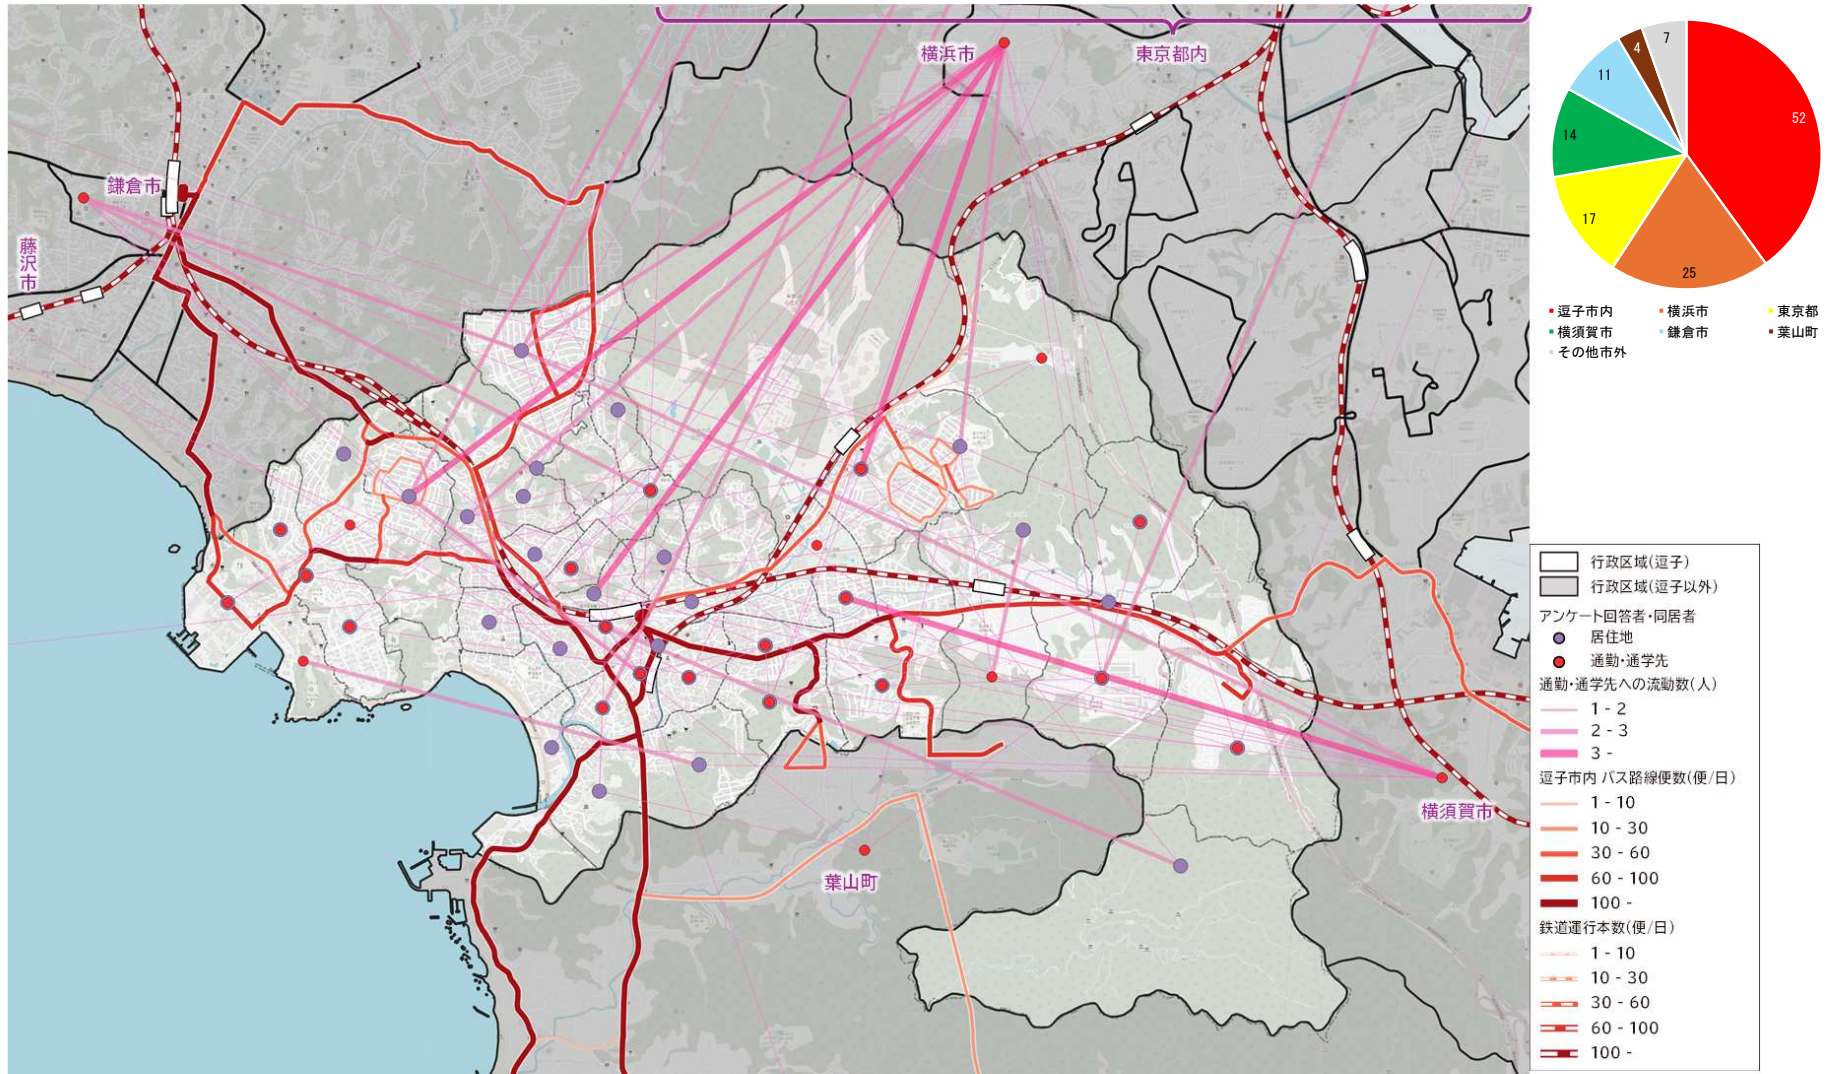 横浜市
東京都内
鎌倉市
藤沢市
横須賀市
葉山町
7
4
11
52
14
17
25
逗子市内
横浜市
東京都
横須賀市
鎌倉市
葉山町
その他市外
行政区域(逗子)
行政区域(逗子以外)
アンケート回答者・同居者
居住地
通勤・通学先
通勤・通学先への流動数(人)
1 - 2
2 - 3
3 -
逗子市内 バス路線便数(便/日)
1 - 10
10 - 30
30 - 60
60 - 100
100 -
鉄道運行本数(便/日)
1 - 10
10 - 30
30 - 60
60 - 100
100 -